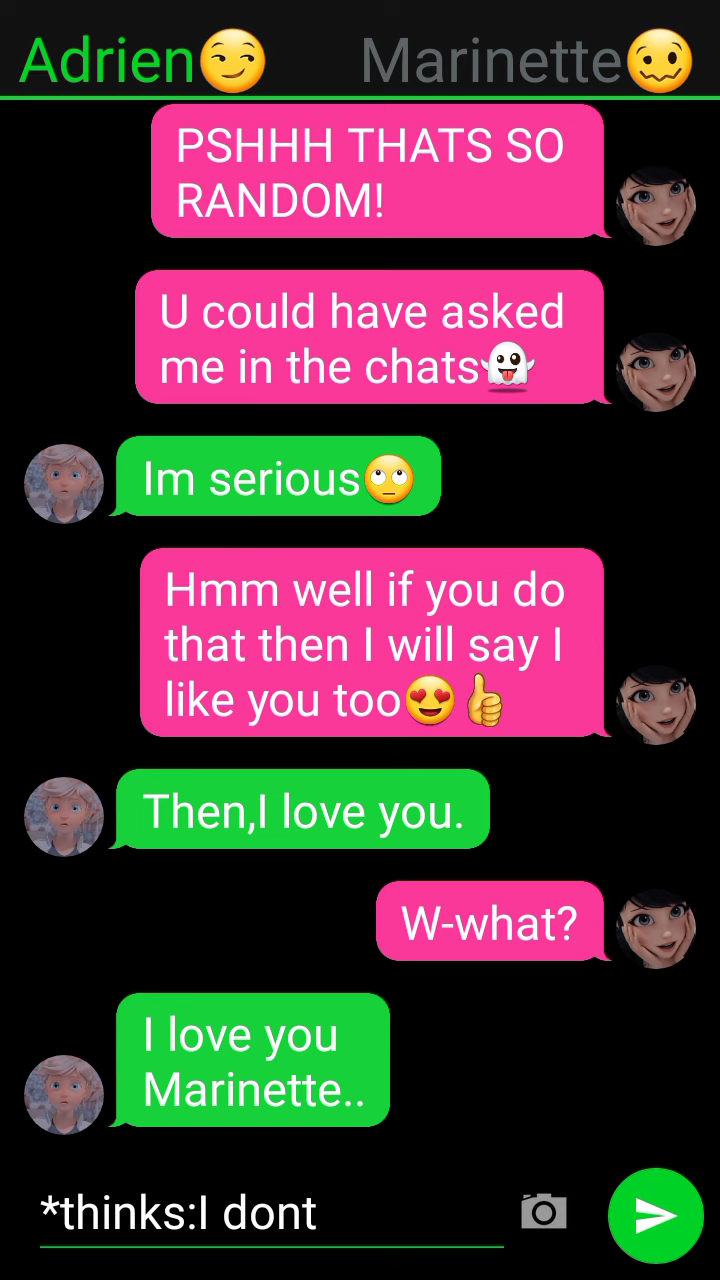 Adrien😏 Marinette🥴
PSHHH THATS SO
RANDOM!
U could have asked
me in the chats👻
Im serious🙄
Hmm well if you do
that then I will say I
like you too😍👍
Then,I love you.
W-what?
I love you
Marinette..
*thinks:I dont